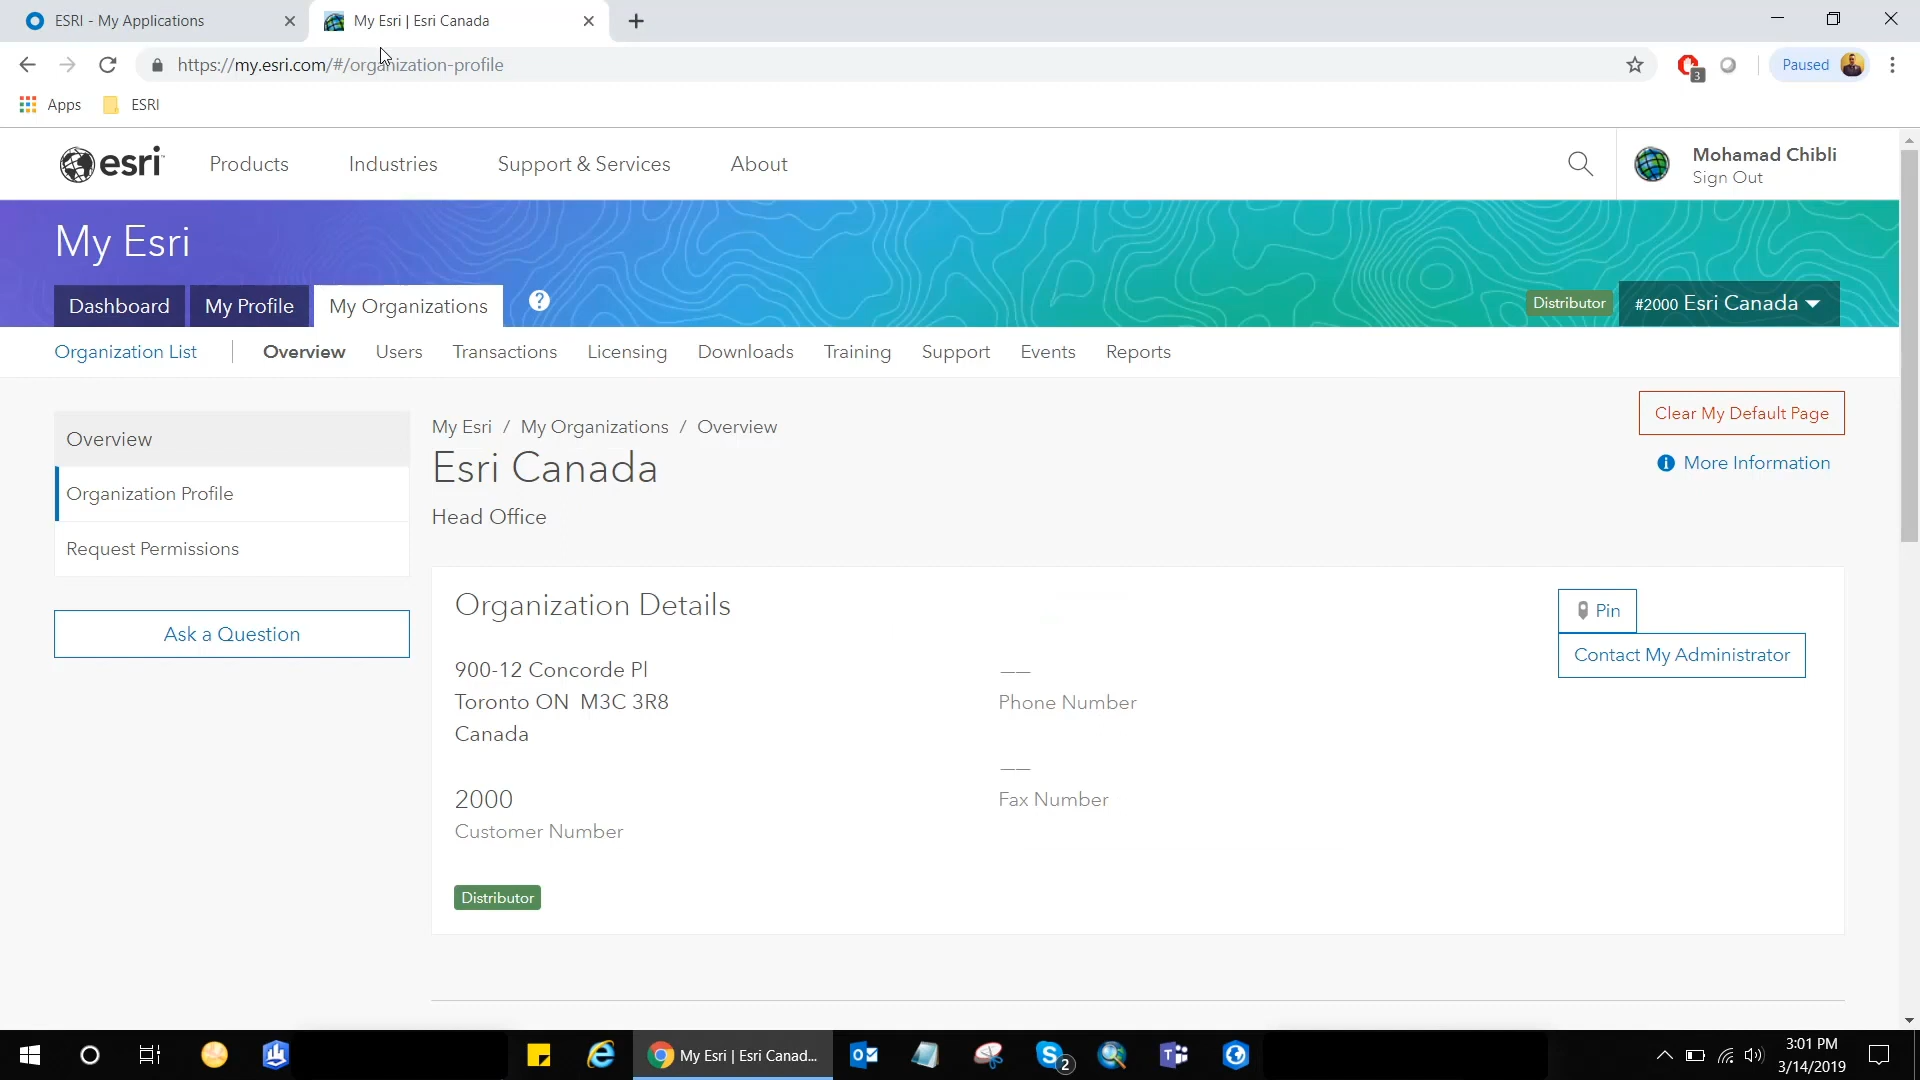 ESRI - My Applications
My Esri | Esri Canada
https://my.esri.com/#/organization-profile
3
Paused
Apps
ESRI
esri
Products
Industries
Support & Services
About
Mohamad Chibli
Sign Out
My Esri
Dashboard
My Profile
My Organizations
?
Distributor
#2000 Esri Canada
Organization List
Overview
Users
Transactions
Licensing
Downloads
Training
Support
Events
Reports
Clear My Default Page
More Information
Overview
Organization Profile
Request Permissions
Ask a Question
My Esri / My Organizations / Overview
Esri Canada
Head Office
Organization Details
Pin
Contact My Administrator
900-12 Concorde Pl
Toronto ON M3C 3R8
Canada
Phone Number
2000
Customer Number
Fax Number
Distributor
My Esri | Esri Canad...
2
3:01 PM
3/14/2019